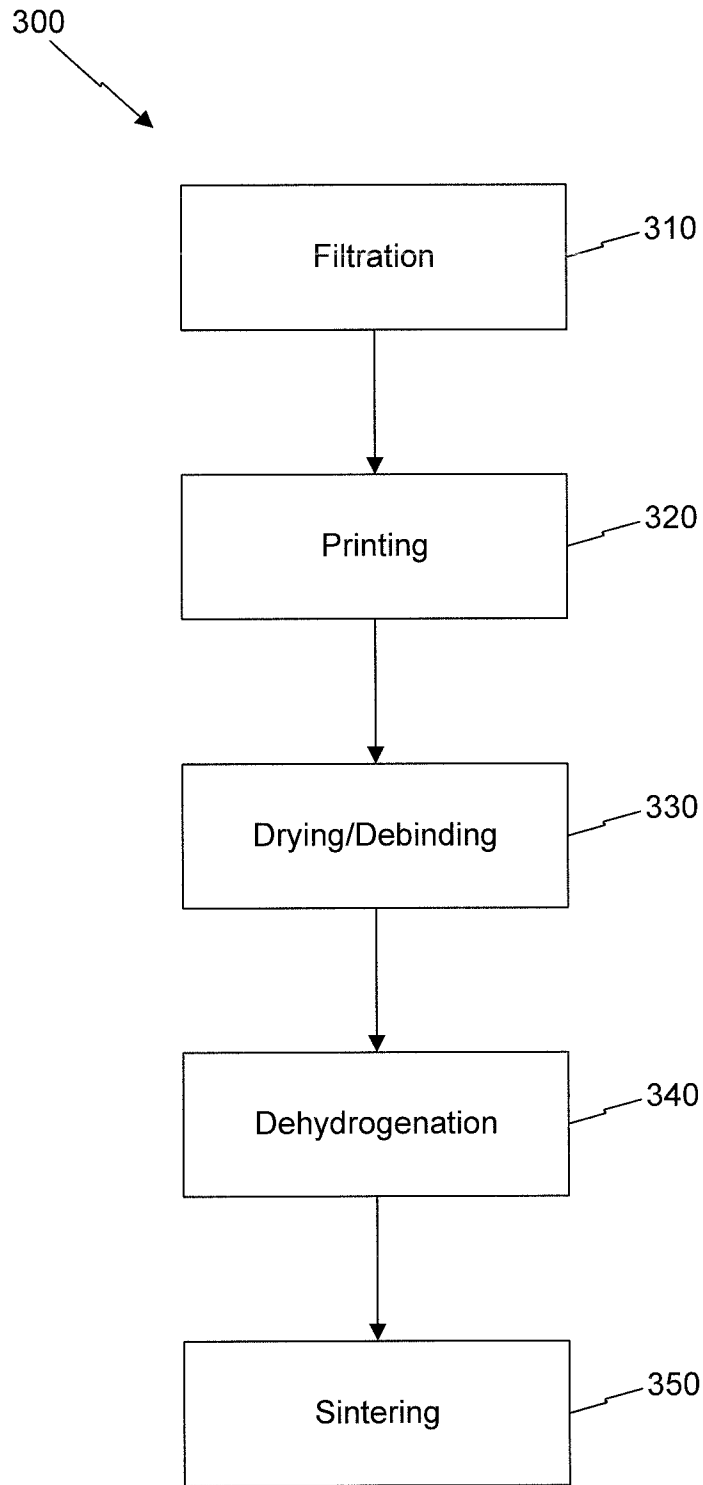 300
Filtration
310
Printing
320
Drying/Debinding
330
Dehydrogenation
340
Sintering
350